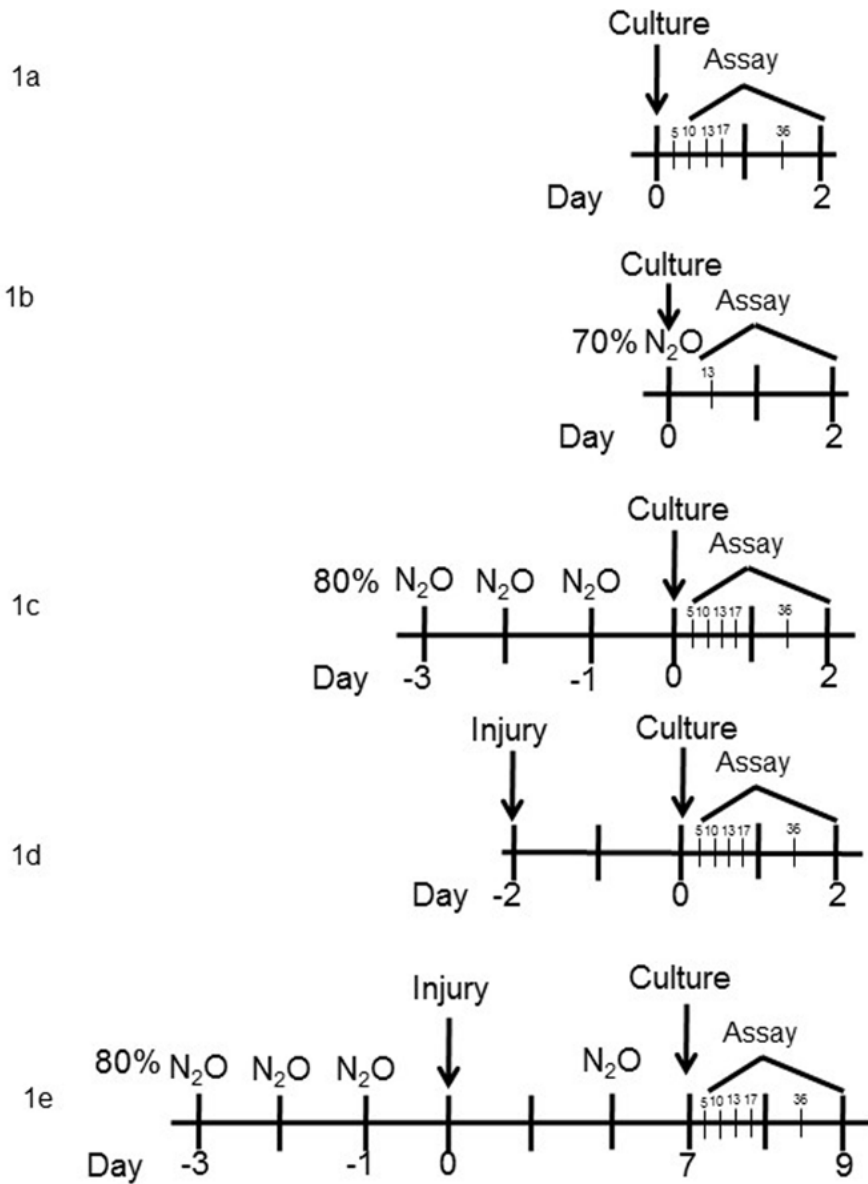 1a
Culture
Assay
5 10 13 17 36
Day 0 2
1b
Culture
Assay
70% N₂O
13
Day 0 2
1c
Culture
Assay
80% N₂O N₂O N₂O
5 10 13 17 36
Day -3 -1 0 2
1d
Injury Culture
Assay
5 10 13 17 36
Day -2 0 2
1e
Injury Culture
Assay
80% N₂O N₂O N₂O N₂O
5 10 13 17 36
Day -3 -1 0 7 9